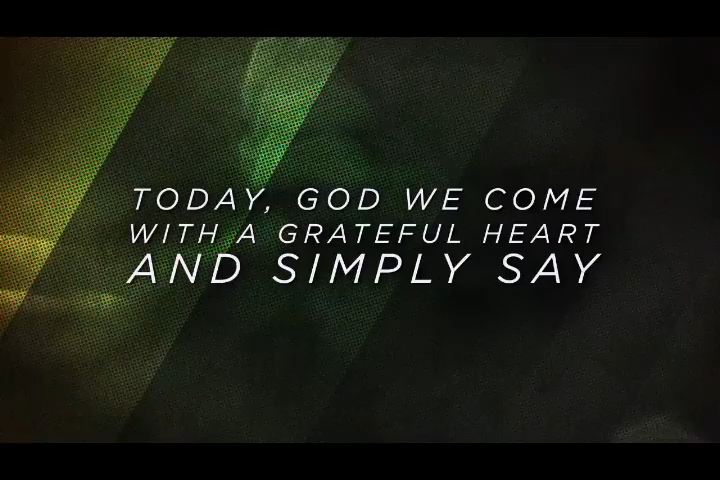 TODAY, GOD WE COME
WITH A GRATEFUL HEART
AND SIMPLY SAY